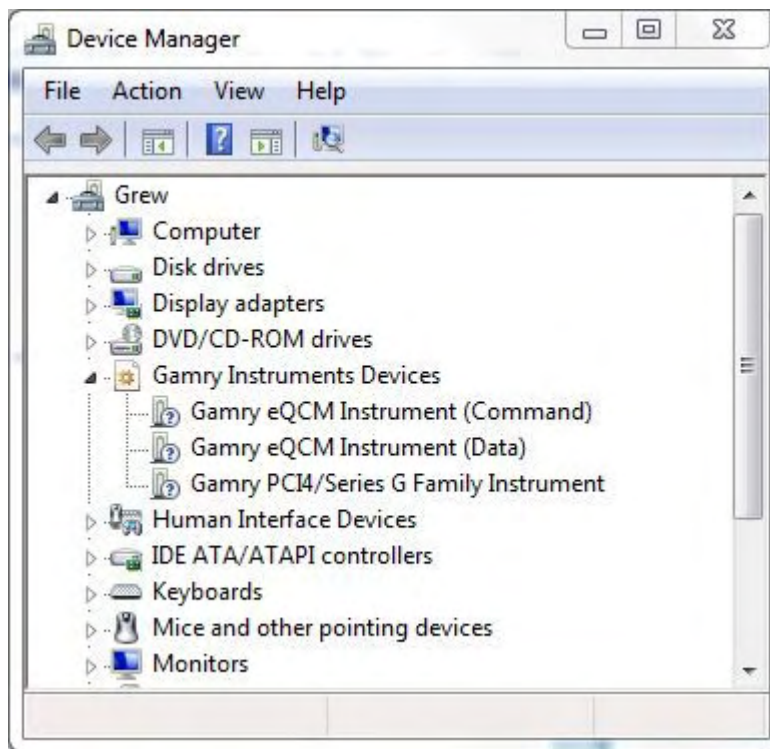 Device Manager
File Action View Help
Grew
Computer
Disk drives
Display adapters
DVD/CD-ROM drives
Gamry Instruments Devices
Gamry eQCM Instrument (Command)
Gamry eQCM Instrument (Data)
Gamry PCI4/Series G Family Instrument
Human Interface Devices
IDE ATA/ATAPI controllers
Keyboards
Mice and other pointing devices
Monitors